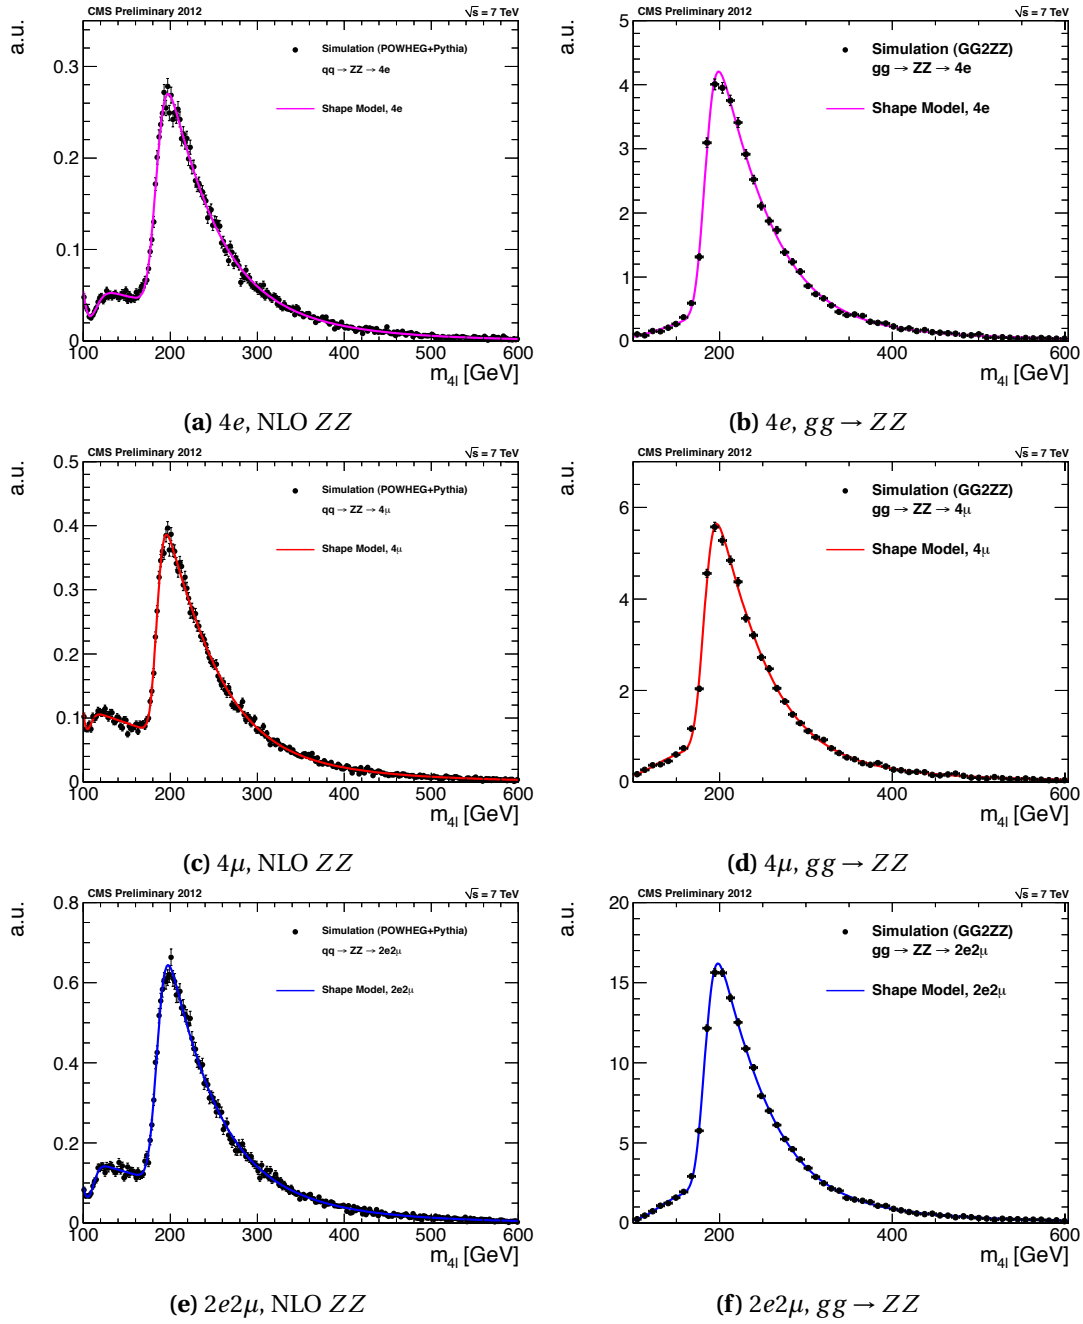 CMS Preliminary 2012 √s = 7 TeV
a.u.
0.3
0.2
0.1
0
Simulation (POWHEG+Pythia)
qq → ZZ → 4e
Shape Model, 4e
100 200 300 400 500 600
m4l [GeV]
(a) 4e, NLO ZZ
CMS Preliminary 2012 √s = 7 TeV
a.u.
5
4
3
2
1
0
Simulation (GG2ZZ)
gg → ZZ → 4e
Shape Model, 4e
200 400 600
m4l [GeV]
(b) 4e, gg → ZZ
CMS Preliminary 2012 √s = 7 TeV
a.u.
0.5
0.4
0.3
0.2
0.1
0
Simulation (POWHEG+Pythia)
qq → ZZ → 4μ
Shape Model, 4μ
100 200 300 400 500 600
m4l [GeV]
(c) 4μ, NLO ZZ
CMS Preliminary 2012 √s = 7 TeV
a.u.
6
4
2
0
Simulation (GG2ZZ)
gg → ZZ → 4μ
Shape Model, 4μ
200 400 600
m4l [GeV]
(d) 4μ, gg → ZZ
CMS Preliminary 2012 √s = 7 TeV
a.u.
0.8
0.6
0.4
0.2
0
Simulation (POWHEG+Pythia)
qq → ZZ → 2e2μ
Shape Model, 2e2μ
100 200 300 400 500 600
m4l [GeV]
(e) 2e2μ, NLO ZZ
CMS Preliminary 2012 √s = 7 TeV
a.u.
20
15
10
5
0
Simulation (GG2ZZ)
gg → ZZ → 2e2μ
Shape Model, 2e2μ
200 400 600
m4l [GeV]
(f) 2e2μ, gg → ZZ